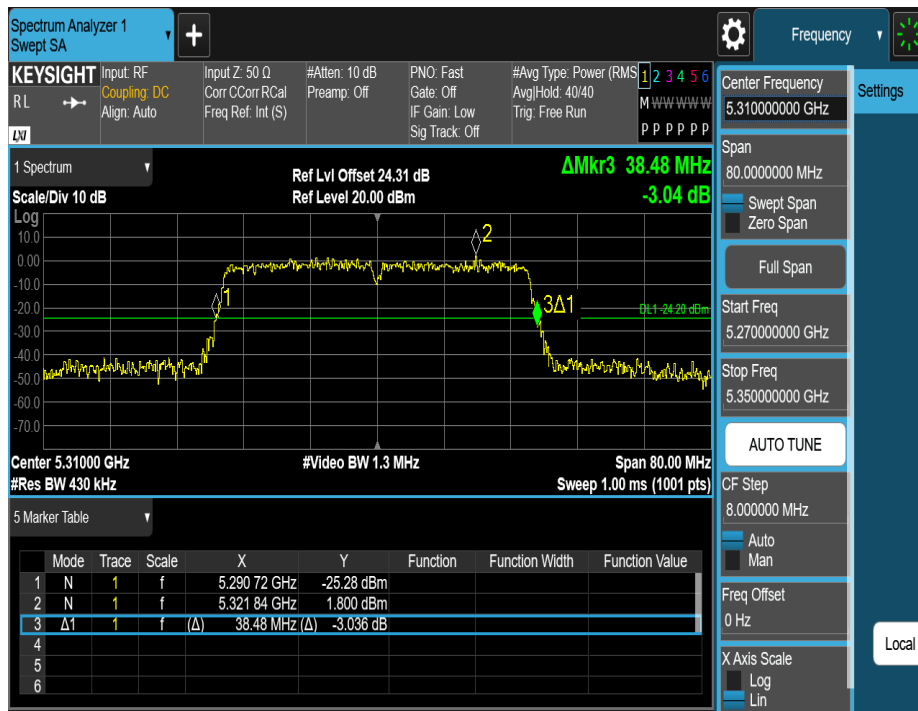 Spectrum Analyzer 1
Swept SA
+
Frequency
KEYSIGHT
RL
LXI
Input: RF
Coupling: DC
Align: Auto
Input Z: 50 Ω
Corr CCorr RCal
Freq Ref: Int (S)
#Atten: 10 dB
Preamp: Off
PNO: Fast
Gate: Off
IF Gain: Low
Sig Track: Off
#Avg Type: Power (RMS
Avg|Hold: 40/40
Trig: Free Run
1 2 3 4 5 6
M W W W W W
P P P P P P
1 Spectrum
Scale/Div 10 dB
Ref Lvl Offset 24.31 dB
Ref Level 20.00 dBm
ΔMkr3 38.48 MHz
-3.04 dB
Log
10.0
0.00
-10.0
-20.0
-30.0
-40.0
-50.0
-60.0
-70.0
1
2
3Δ1
DL1 -24.20 dBm
Center 5.31000 GHz
#Video BW 1.3 MHz
Span 80.00 MHz
#Res BW 430 kHz
Sweep 1.00 ms (1001 pts)
5 Marker Table
Mode Trace Scale X Y Function Function Width Function Value
1 N 1 f 5.290 72 GHz -25.28 dBm
2 N 1 f 5.321 84 GHz 1.800 dBm
3 Δ1 1 f (Δ) 38.48 MHz (Δ) -3.036 dB
4
5
6
Center Frequency
5.310000000 GHz
Settings
Span
80.0000000 MHz
Swept Span
Zero Span
Full Span
Start Freq
5.270000000 GHz
Stop Freq
5.350000000 GHz
AUTO TUNE
CF Step
8.000000 MHz
Auto
Man
Freq Offset
0 Hz
Local
X Axis Scale
Log
Lin